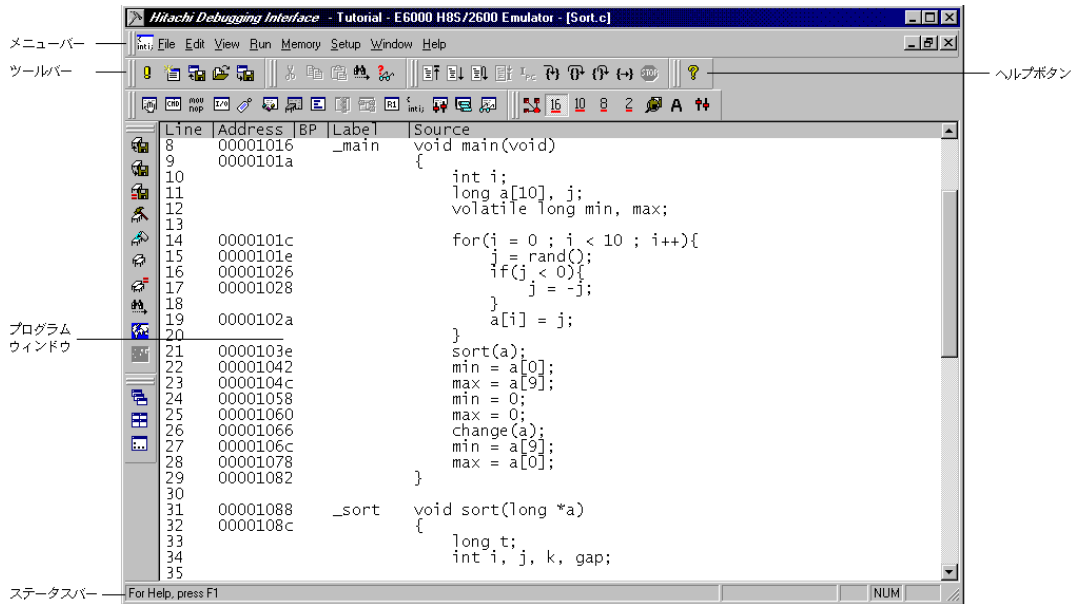 Hitachi Debugging Interface - Tutorial - E6000 H8S/2600 Emulator - [Sort.c]
メニューバー
File Edit View Run Memory Setup Window Help
ツールバー
ヘルプボタン
Line Address BP Label Source
8 00001016 _main void main(void)
9 0000101a {
10 int i;
11 long a[10], j;
12 volatile long min, max;
13
14 0000101c for(i = 0 ; i < 10 ; i++){
15 0000101e j = rand();
16 00001026 if(j < 0){
17 00001028 j = -j;
18 }
19 0000102a a[i] = j;
プログラム
ウィンドウ
20 }
21 0000103e sort(a);
22 00001042 min = a[0];
23 0000104c max = a[9];
24 00001058 min = 0;
25 00001060 max = 0;
26 00001066 change(a);
27 0000106c min = a[9];
28 00001078 max = a[0];
29 00001082 }
30
31 00001088 _sort void sort(long *a)
32 0000108c {
33 long t;
34 int i, j, k, gap;
35
ステータスバー
For Help, press F1 NUM